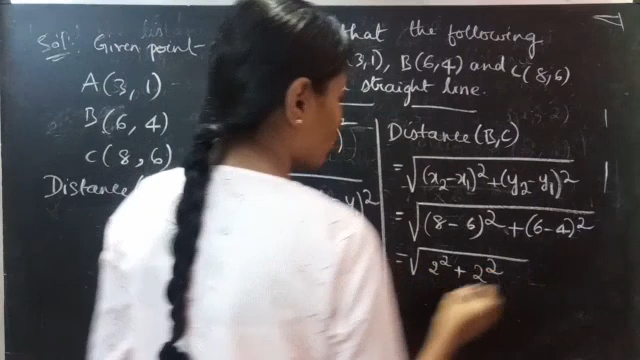 Sol: Given point- that the following
(3,1), B(6,4) and C(8,6)
straight line.
A(3, 1)
B(6, 4)
C(8, 6)
Distance(
)²
Distance(B,C)
= √(x₂-x₁)²+(y₂-y₁)²
= √(8-6)²+(6-4)²
= √2²+2²